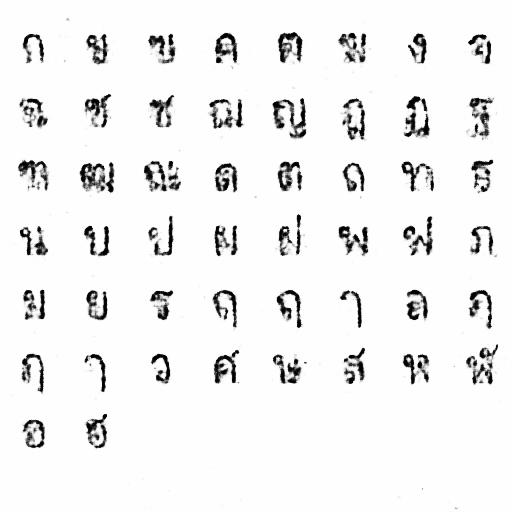 ก ข ฃ ค ฅ ฆ ง จ
ฉ ช ซ ฌ ญ ฎ ฏ ฐ
ฑ ฒ ณ ด ต ถ ท ธ
น บ ป ผ ฝ พ ฟ ภ
ม ย ร ฤ ฤ ๅ ล ฦ
ฦ ๅ ว ศ ษ ส ห ฬ
อ ฮ